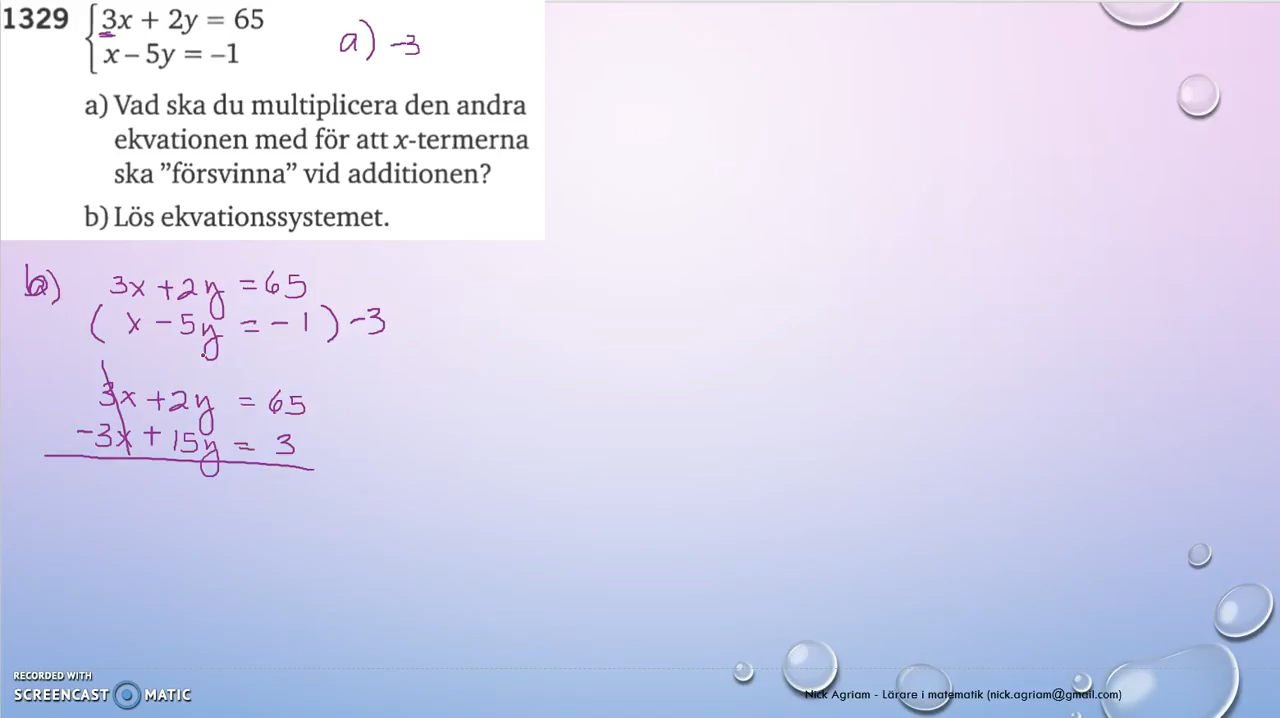 1329 3x + 2y = 65
x – 5y = –1
a) -3
a) Vad ska du multiplicera den andra
ekvationen med för att x-termerna
ska ”försvinna” vid additionen?
b) Lös ekvationssystemet.
b) 3x + 2y = 65
( x - 5y = -1 ) -3
3x + 2y = 65
-3x + 15y = 3
RECORDED WITH
SCREENCAST MATIC
Nick Agriam - Lärare i matematik (nick.agriam@gmail.com)